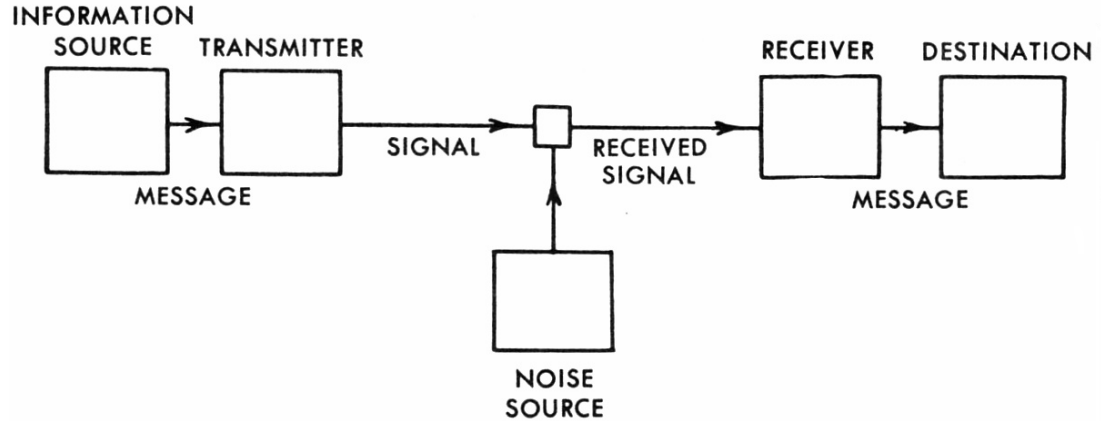 INFORMATION
SOURCE
TRANSMITTER
RECEIVER
DESTINATION
SIGNAL
RECEIVED
SIGNAL
MESSAGE
MESSAGE
NOISE
SOURCE